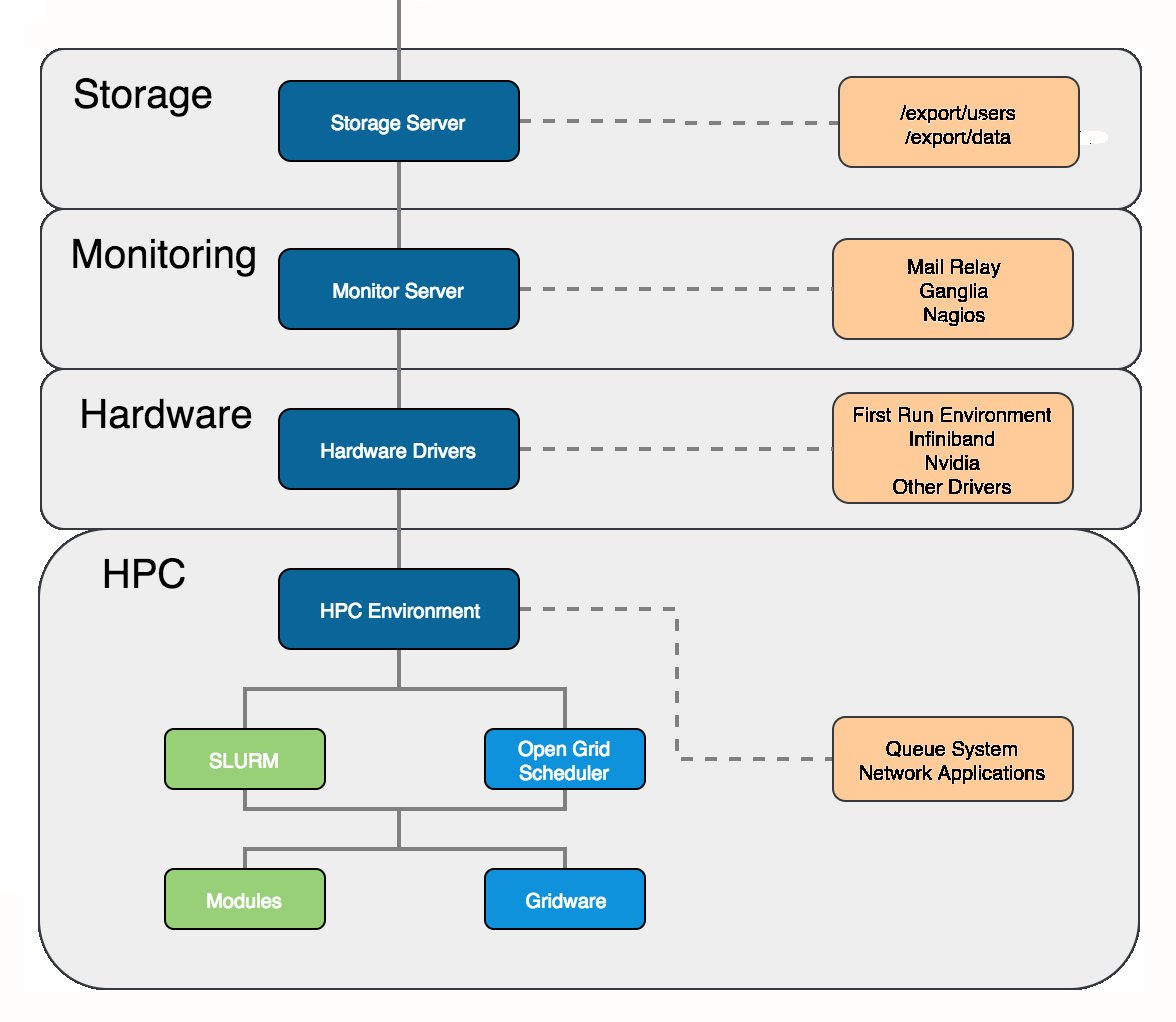 Storage
Storage Server
/export/users
/export/data
Monitoring
Monitor Server
Mail Relay
Ganglia
Nagios
Hardware
Hardware Drivers
First Run Environment
Infiniband
Nvidia
Other Drivers
HPC
HPC Environment
SLURM
Open Grid
Scheduler
Queue System
Network Applications
Modules
Gridware